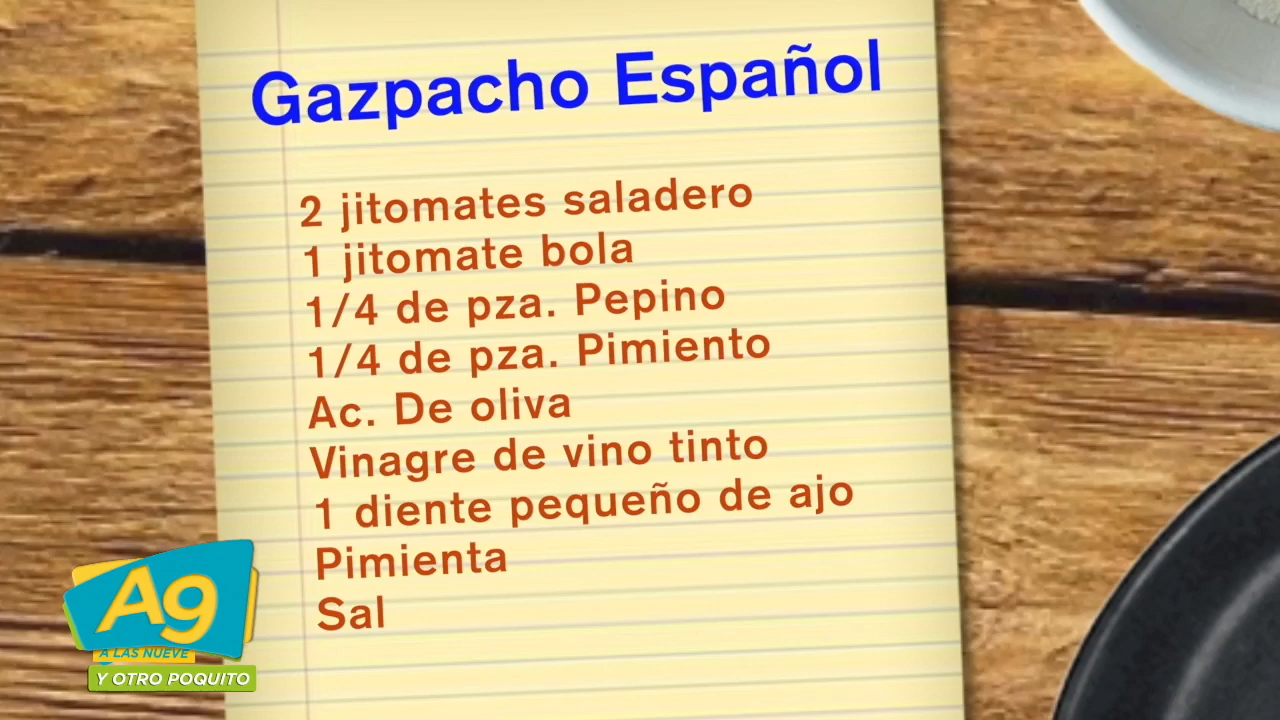 Gazpacho Español
2 jitomates saladero
1 jitomate bola
1/4 de pza. Pepino
1/4 de pza. Pimiento
Ac. De oliva
Vinagre de vino tinto
1 diente pequeño de ajo
Pimienta
Sal
A9
A LAS NUEVE
Y OTRO POQUITO